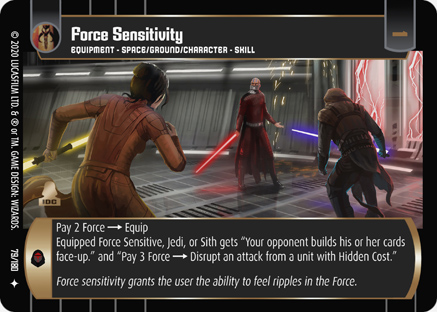 Force Sensitivity
EQUIPMENT - SPACE/GROUND/CHARACTER - SKILL
Pay 2 Force → Equip
Equipped Force Sensitive, Jedi, or Sith gets "Your opponent builds his or her cards
face-up." and "Pay 3 Force → Disrupt an attack from a unit with Hidden Cost."
Force sensitivity grants the user the ability to feel ripples in the Force.
© 2020 LUCASFILM LTD. & ® or TM. GAME DESIGN: WIZARDS.
79/180